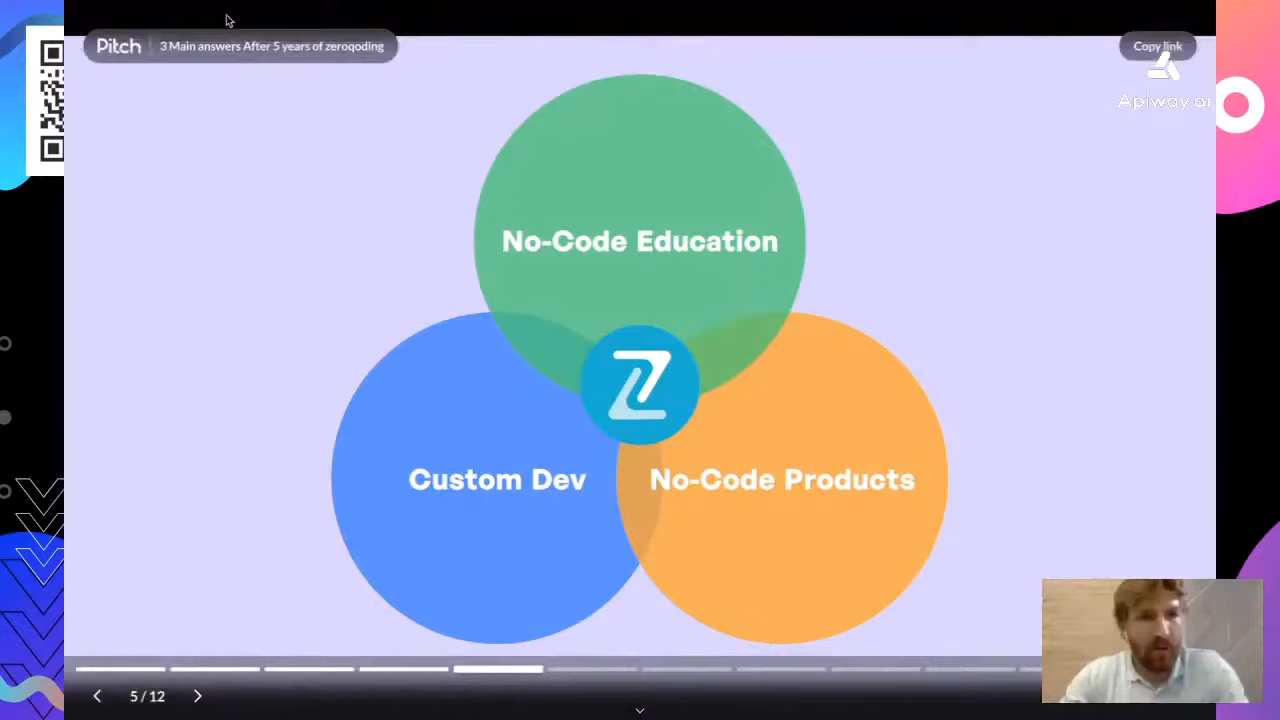 Pitch
3 Main answers After 5 years of zeroqoding
Copy link
Apiway ai
No-Code Education
Custom Dev
No-Code Products
5 / 12